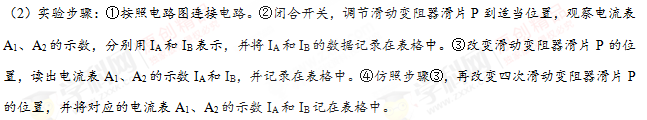 （2）实验步骤：①按照电路图连接电路。②闭合开关，调节滑动变阻器滑片 P 到适当位置，观察电流表
A₁、A₂ 的示数，分别用 I_A 和 I_B 表示，并将 I_A 和 I_B 的数据记录在表格中。③改变滑动变阻器滑片 P 的位
置，读出电流表 A₁、A₂ 的示数 I_A 和 I_B，并记录在表格中。④仿照步骤③，再改变四次滑动变阻器滑片 P
的位置，并将对应的电流表 A₁、A₂ 的示数 I_A 和 I_B 记在表格中。